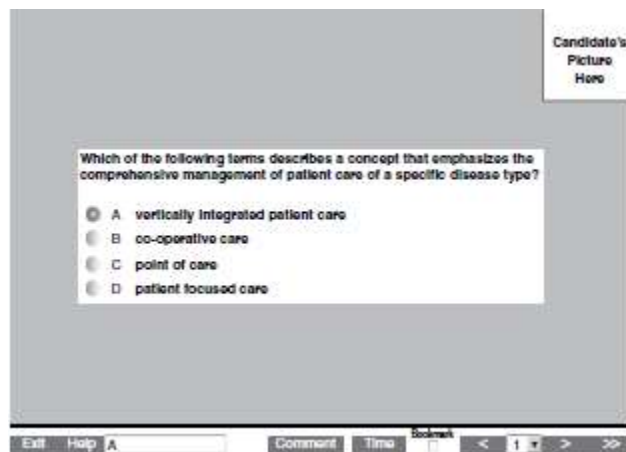 Candidate's
Picture
Here
Which of the following terms describes a concept that emphasizes the
comprehensive management of patient care of a specific disease type?
A vertically integrated patient care
B co-operative care
C point of care
D patient focused care
Bookmark
Exit Help A Comment Time < 1 > >>